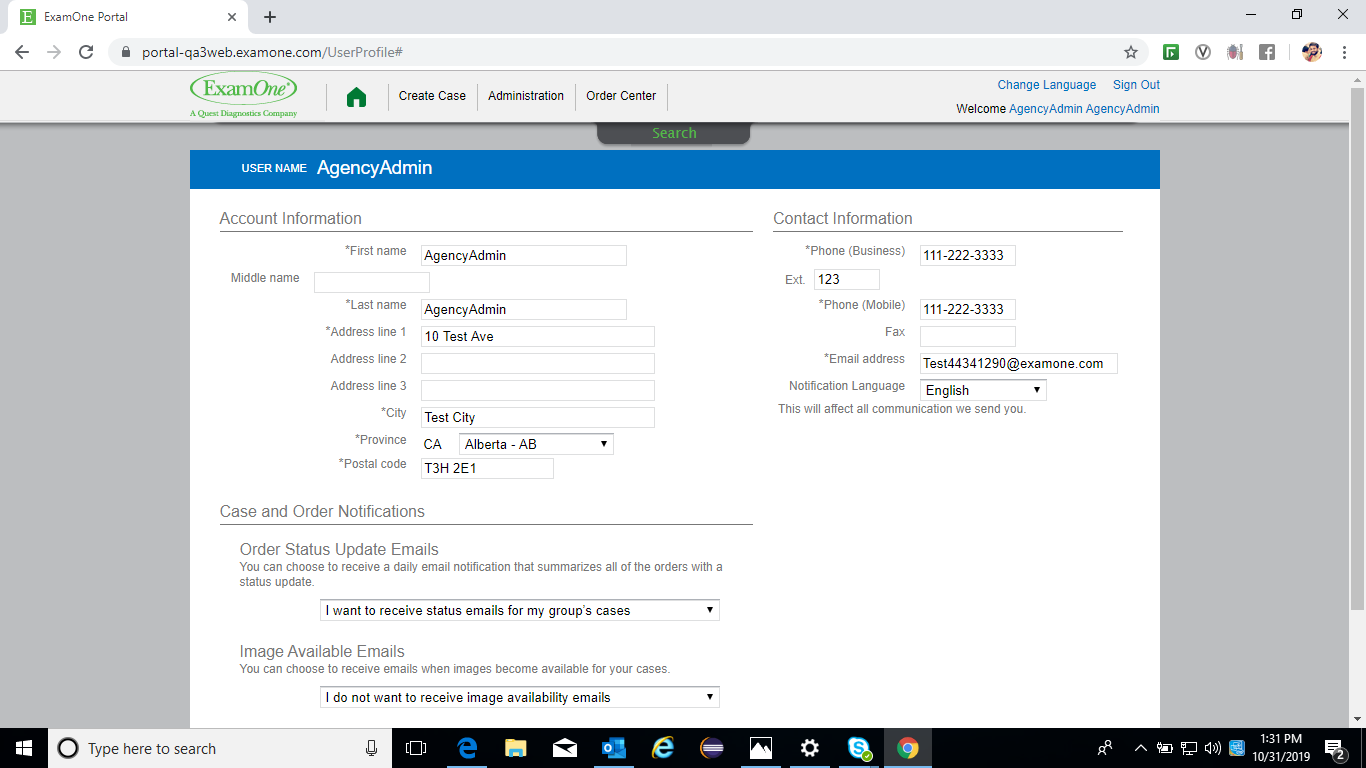 ExamOne Portal
portal-qa3web.examone.com/UserProfile#
ExamOne®
A Quest Diagnostics Company
Create Case
Administration
Order Center
Change Language
Sign Out
Welcome AgencyAdmin AgencyAdmin
Search
USER NAME AgencyAdmin
Account Information
*First name AgencyAdmin
Middle name
*Last name AgencyAdmin
*Address line 1 10 Test Ave
Address line 2
Address line 3
*City Test City
*Province CA Alberta - AB
*Postal code T3H 2E1
Contact Information
*Phone (Business) 111-222-3333
Ext. 123
*Phone (Mobile) 111-222-3333
Fax
*Email address Test44341290@examone.com
Notification Language English
This will affect all communication we send you.
Case and Order Notifications
Order Status Update Emails
You can choose to receive a daily email notification that summarizes all of the orders with a
status update.
I want to receive status emails for my group's cases
Image Available Emails
You can choose to receive emails when images become available for your cases.
I do not want to receive image availability emails
Type here to search
1:31 PM
10/31/2019
2